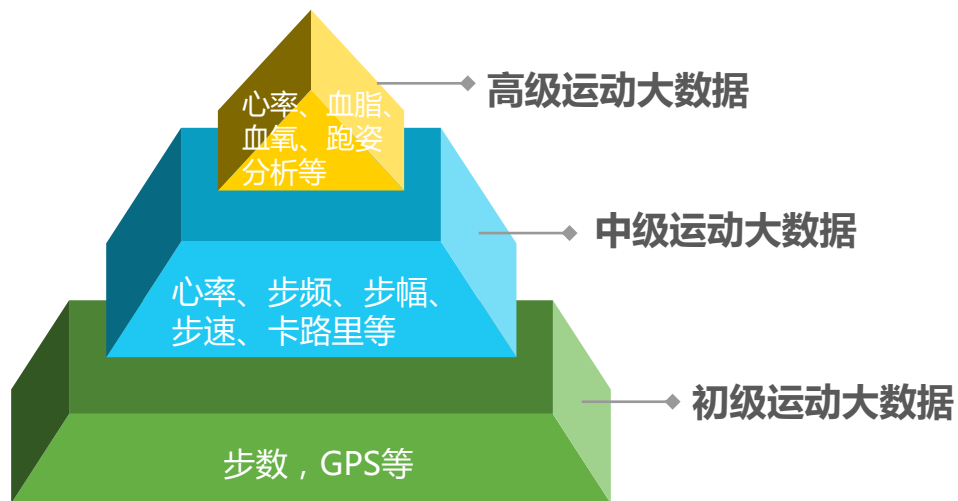 高级运动大数据
心率、血脂、
血氧、跑姿
分析等
中级运动大数据
心率、步频、步幅、
步速、卡路里等
初级运动大数据
步数，GPS等